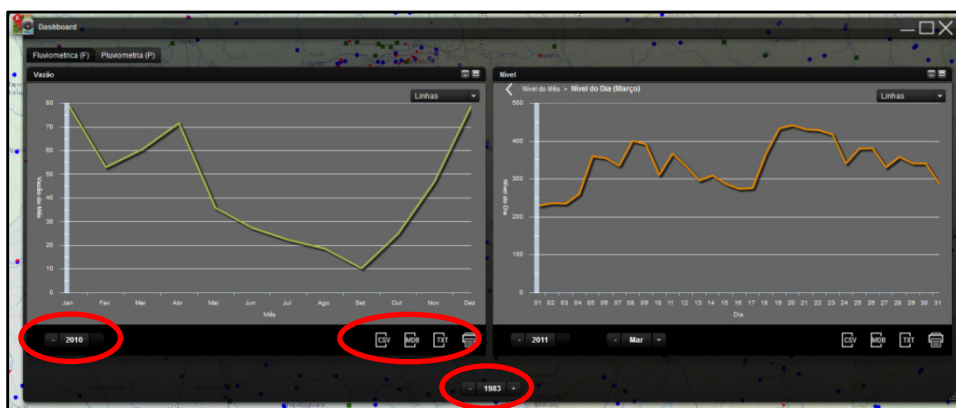 Dashboard
Fluviometrica (F) Pluviometria (P)
Vazão
Linhas
80
70
60
50
40
30
20
10
0
Vazão do Mês
Jan Fev Mar Abr Mai Jun Jul Ago Set Out Nov Dez
Mês
- 2010
CSV MDB TXT
Nível
Nível do Mês > Nível do Dia (Março)
Linhas
500
400
300
200
100
0
Nível do Dia
01 02 03 04 05 06 07 08 09 10 11 12 13 14 15 16 17 18 19 20 21 22 23 24 25 26 27 28 29 30 31
Dia
- 2011
- Mar +
CSV MDB TXT
- 1983 +